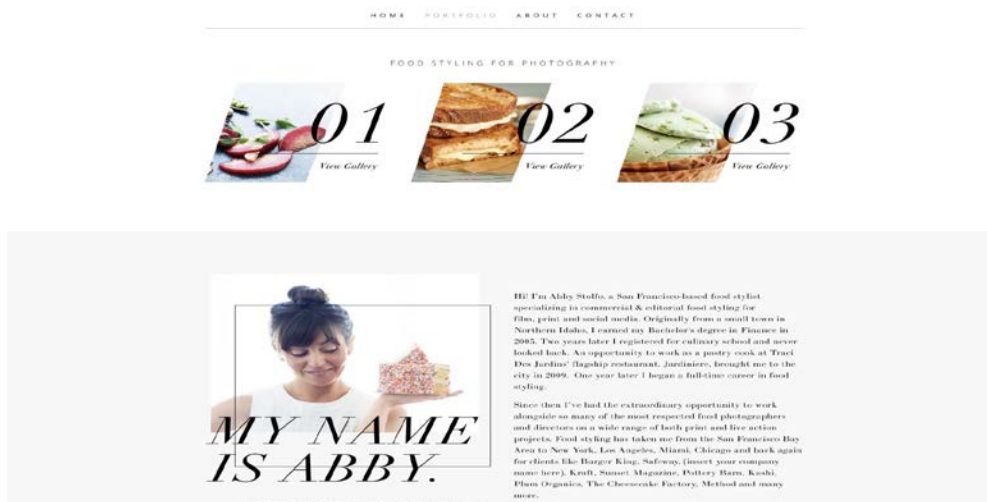 HOME PORTFOLIO ABOUT CONTACT
FOOD STYLING FOR PHOTOGRAPHY
01
View Gallery
02
View Gallery
03
View Gallery
MY NAME
IS ABBY.
Hi! I'm Abby Stolfo, a San Francisco-based food stylist
specializing in commercial & editorial food styling for
film, print and social media. Originally from a small town in
Northern Idaho, I earned my Bachelor's degree in Finance in
2005. Two years later I registered for culinary school and never
looked back. An opportunity to work as a pastry cook at Traci
Des Jardins' flagship restaurant, Jardiniere, brought me to the
city in 2009. One year later I began a full-time career in food
styling.
Since then I've had the extraordinary opportunity to work
alongside so many of the most respected food photographers
and directors on a wide range of both print and live action
projects. Food styling has taken me from the San Francisco Bay
Area to New York, Los Angeles, Miami, Chicago and back again
for clients like Burger King, Safeway, (insert your company
name here), Kraft, Sunset Magazine, Pottery Barn, Kashi,
Plum Organics, The Cheesecake Factory, Method and many
more.